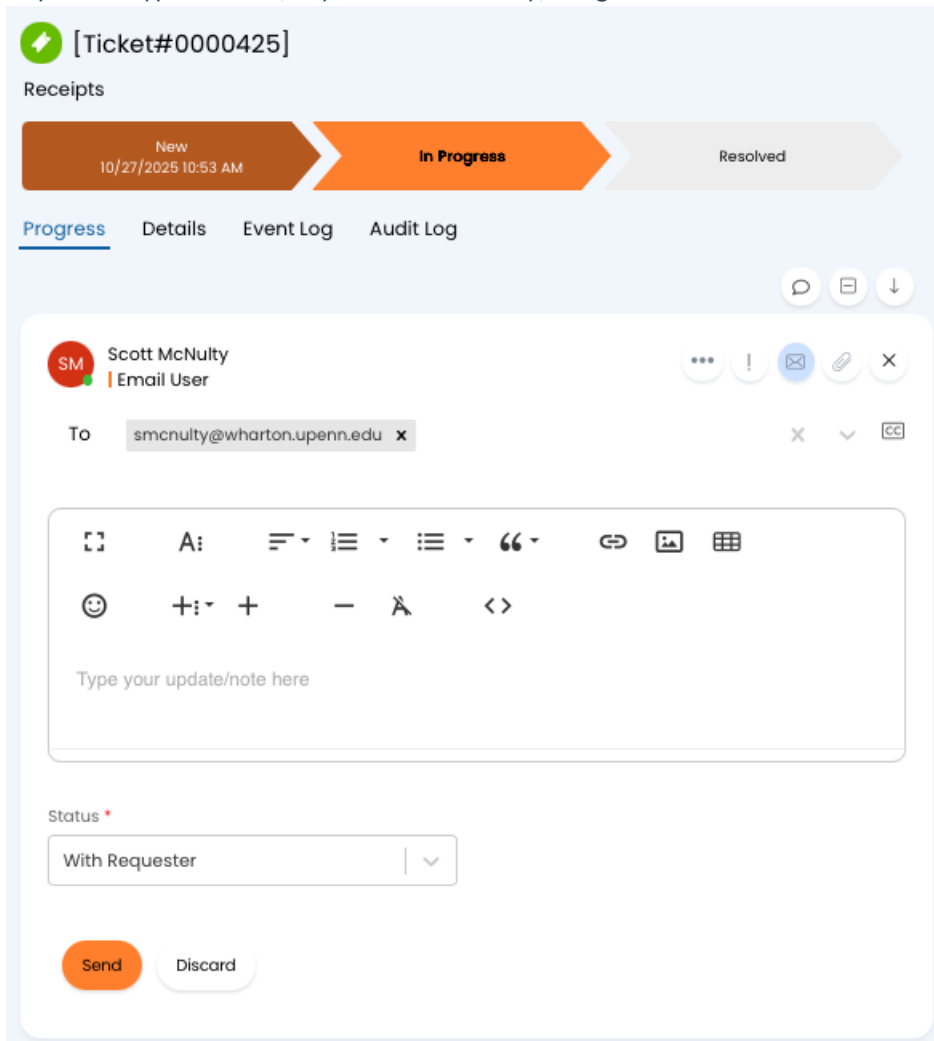 [Ticket#0000425]
Receipts
New
10/27/2025 10:53 AM
In Progress
Resolved
Progress Details Event Log Audit Log
SM
Scott McNulty
Email User
To smcnulty@wharton.upenn.edu x
CC
Type your update/note here
Status *
With Requester
Send Discard